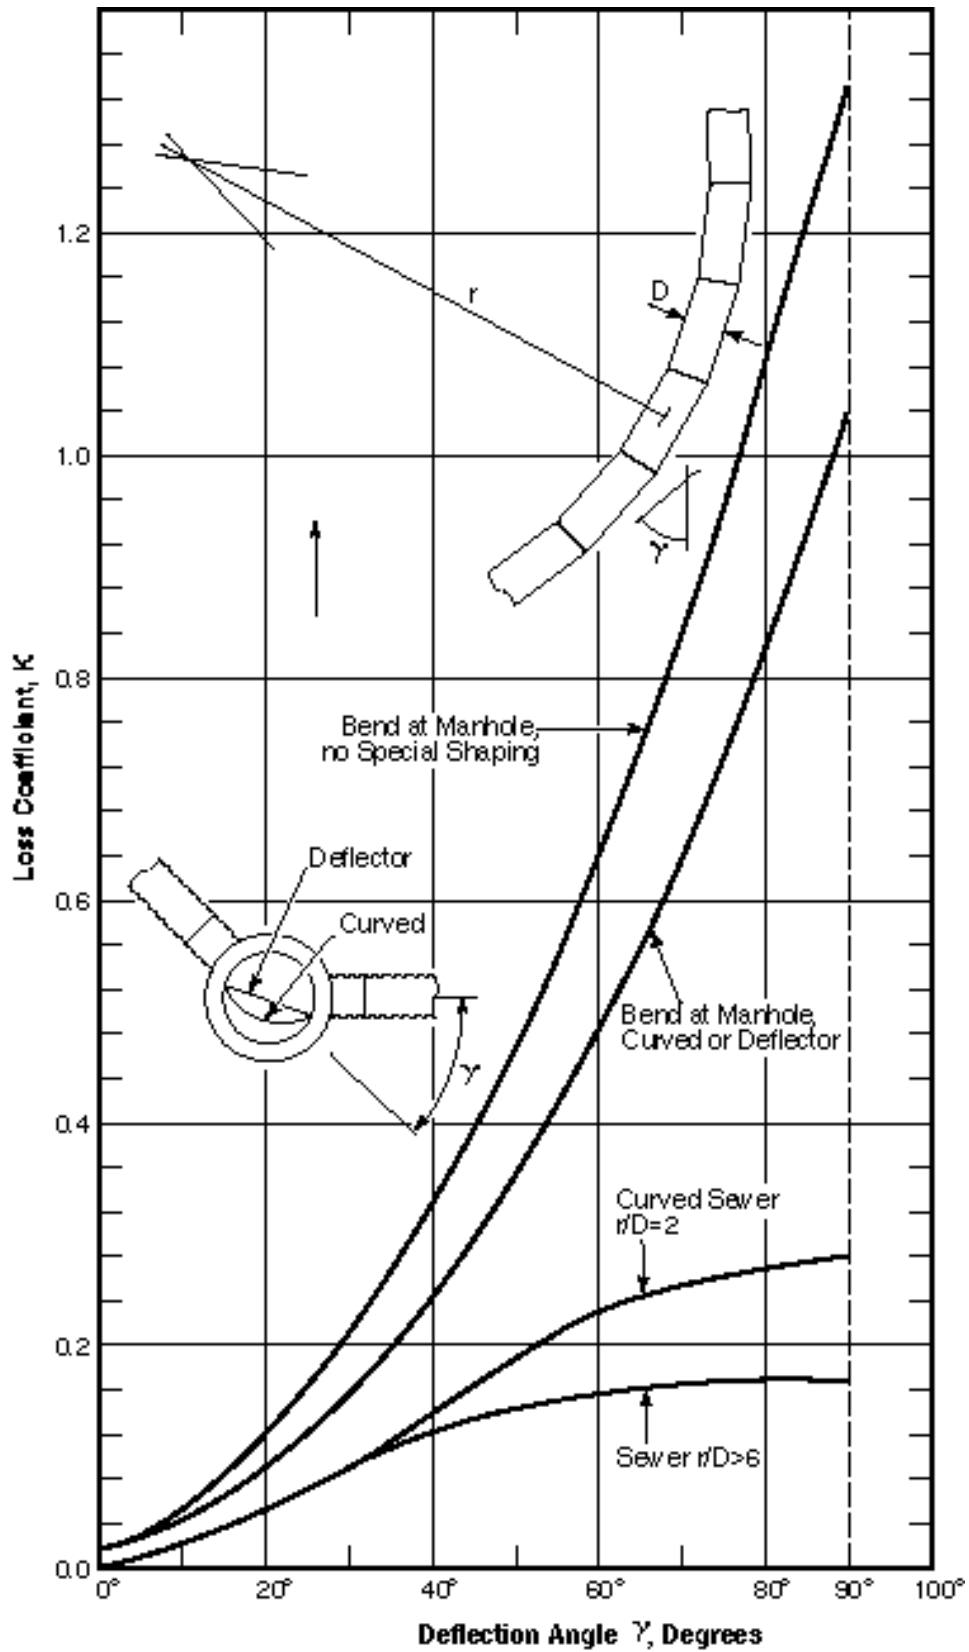 1.2
r
D
1.0
γ
Loss Coefficient, K
0.8
Bend at Manhole,
no Special Shaping
Deflector
0.6
Curved
Bend at Manhole,
Curved or Deflector
γ
0.4
Curved Sewer
r/D=2
0.2
Sewer r/D>6
0.0
0° 20° 40° 60° 80° 90° 100°
Deflection Angle γ, Degrees